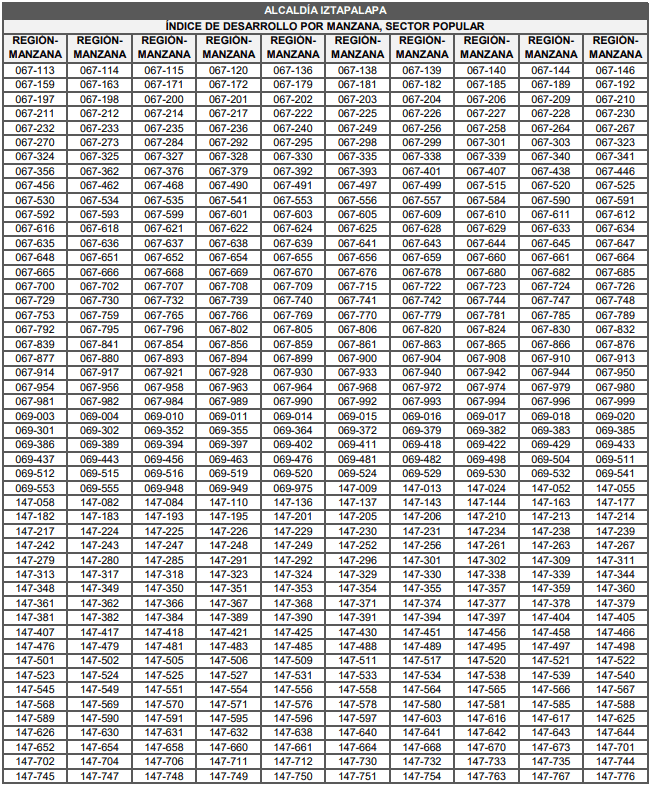 ALCALDÍA IZTAPALAPA
ÍNDICE DE DESARROLLO POR MANZANA, SECTOR POPULAR
REGIÓN- REGIÓN- REGIÓN- REGIÓN- REGIÓN- REGIÓN- REGIÓN- REGIÓN- REGIÓN- REGIÓN-
MANZANA MANZANA MANZANA MANZANA MANZANA MANZANA MANZANA MANZANA MANZANA MANZANA
067-113 067-114 067-115 067-120 067-136 067-138 067-139 067-140 067-144 067-146
067-159 067-163 067-171 067-172 067-179 067-181 067-182 067-185 067-189 067-192
067-197 067-198 067-200 067-201 067-202 067-203 067-204 067-206 067-209 067-210
067-211 067-212 067-214 067-217 067-222 067-225 067-226 067-227 067-228 067-230
067-232 067-233 067-235 067-236 067-240 067-249 067-256 067-258 067-264 067-267
067-270 067-273 067-284 067-292 067-295 067-298 067-299 067-301 067-303 067-323
067-324 067-325 067-327 067-328 067-330 067-335 067-338 067-339 067-340 067-341
067-356 067-362 067-376 067-379 067-392 067-393 067-401 067-407 067-438 067-446
067-456 067-462 067-468 067-490 067-491 067-497 067-499 067-515 067-520 067-525
067-530 067-534 067-535 067-541 067-553 067-556 067-557 067-584 067-590 067-591
067-592 067-593 067-599 067-601 067-603 067-605 067-609 067-610 067-611 067-612
067-616 067-618 067-621 067-622 067-624 067-625 067-628 067-629 067-633 067-634
067-635 067-636 067-637 067-638 067-639 067-641 067-643 067-644 067-645 067-647
067-648 067-651 067-652 067-654 067-655 067-656 067-659 067-660 067-661 067-664
067-665 067-666 067-668 067-669 067-670 067-676 067-678 067-680 067-682 067-685
067-700 067-702 067-707 067-708 067-709 067-715 067-722 067-723 067-724 067-726
067-729 067-730 067-732 067-739 067-740 067-741 067-742 067-744 067-747 067-748
067-753 067-759 067-765 067-766 067-769 067-770 067-779 067-781 067-785 067-789
067-792 067-795 067-796 067-802 067-805 067-806 067-820 067-824 067-830 067-832
067-839 067-841 067-854 067-856 067-859 067-861 067-863 067-865 067-866 067-876
067-877 067-880 067-893 067-894 067-899 067-900 067-904 067-908 067-910 067-913
067-914 067-917 067-921 067-928 067-930 067-933 067-940 067-942 067-944 067-950
067-954 067-956 067-958 067-963 067-964 067-968 067-972 067-974 067-979 067-980
067-981 067-982 067-984 067-989 067-990 067-992 067-993 067-994 067-996 067-999
069-003 069-004 069-010 069-011 069-014 069-015 069-016 069-017 069-018 069-020
069-301 069-302 069-352 069-355 069-364 069-372 069-379 069-382 069-383 069-385
069-386 069-389 069-394 069-397 069-402 069-411 069-418 069-422 069-429 069-433
069-437 069-443 069-456 069-463 069-476 069-481 069-482 069-498 069-504 069-511
069-512 069-515 069-516 069-519 069-520 069-524 069-529 069-530 069-532 069-541
069-553 069-555 069-948 069-949 069-975 147-009 147-013 147-024 147-052 147-055
147-058 147-082 147-084 147-110 147-136 147-137 147-143 147-144 147-163 147-177
147-182 147-183 147-193 147-195 147-201 147-205 147-206 147-210 147-213 147-214
147-217 147-224 147-225 147-226 147-229 147-230 147-231 147-234 147-238 147-239
147-242 147-243 147-247 147-248 147-249 147-252 147-256 147-261 147-263 147-267
147-279 147-280 147-285 147-291 147-292 147-296 147-301 147-302 147-309 147-311
147-313 147-317 147-318 147-323 147-324 147-329 147-330 147-338 147-339 147-344
147-348 147-349 147-350 147-351 147-353 147-354 147-355 147-357 147-359 147-360
147-361 147-362 147-366 147-367 147-368 147-371 147-374 147-377 147-378 147-379
147-381 147-382 147-384 147-389 147-390 147-391 147-394 147-397 147-404 147-405
147-407 147-417 147-418 147-421 147-425 147-430 147-451 147-456 147-458 147-466
147-476 147-479 147-481 147-483 147-485 147-488 147-489 147-495 147-497 147-498
147-501 147-502 147-505 147-506 147-509 147-511 147-517 147-520 147-521 147-522
147-523 147-524 147-525 147-527 147-531 147-533 147-534 147-538 147-539 147-540
147-545 147-549 147-551 147-554 147-556 147-558 147-564 147-565 147-566 147-567
147-568 147-569 147-570 147-571 147-576 147-578 147-580 147-581 147-585 147-588
147-589 147-590 147-591 147-595 147-596 147-597 147-603 147-616 147-617 147-625
147-626 147-630 147-631 147-632 147-638 147-640 147-641 147-642 147-643 147-644
147-652 147-654 147-658 147-660 147-661 147-664 147-668 147-670 147-673 147-701
147-702 147-704 147-706 147-711 147-712 147-730 147-732 147-733 147-735 147-744
147-745 147-747 147-748 147-749 147-750 147-751 147-754 147-763 147-767 147-776